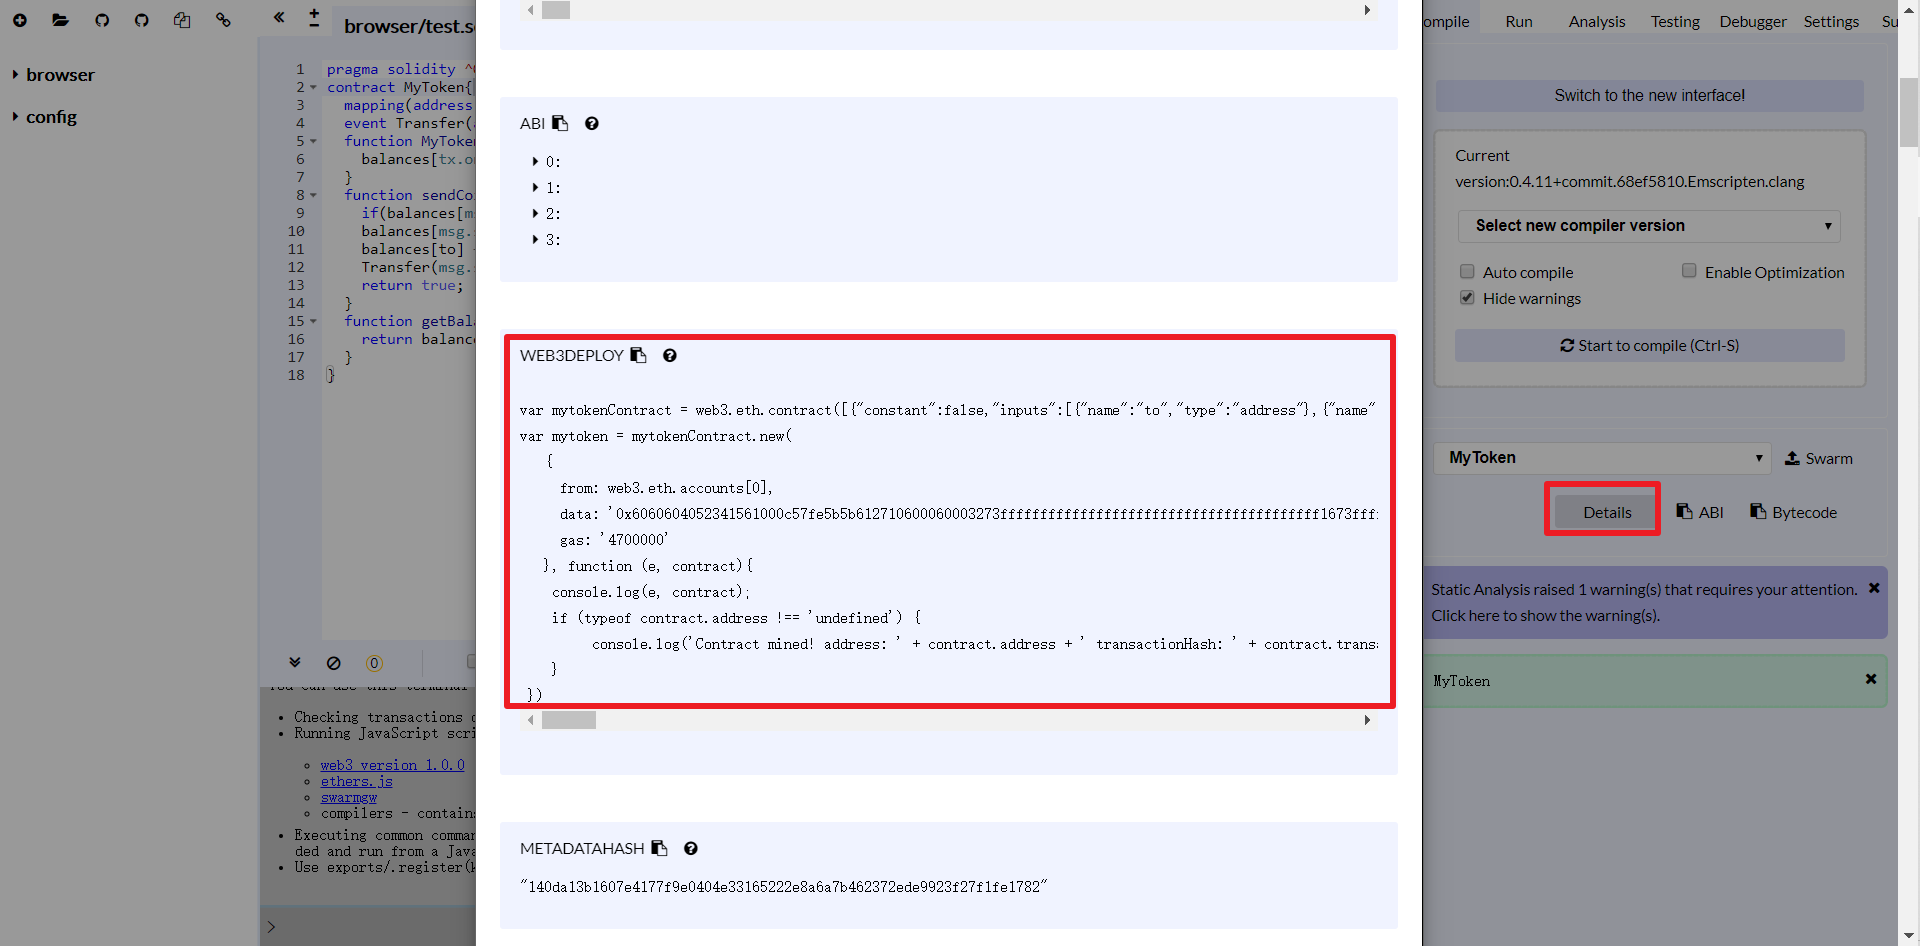 browser
config
browser/test.s
1 pragma solidity ^
2 contract MyToken{
3 mapping(address
4 event Transfer(
5 function MyToke
6 balances[tx.o
7 }
8 function sendCo
9 if(balances[m
10 balances[msg.
11 balances[to]
12 Transfer(msg.
13 return true;
14 }
15 function getBal
16 return balanc
17 }
18 }
0
You can use this terminal
Checking transactions
Running JavaScript scri
web3 version 1.0.0
ethers.js
swarmgw
compilers - contain
Executing common comma
ded and run from a Java
Use exports/.register(
>
ABI
0:
1:
2:
3:
WEB3DEPLOY
var mytokenContract = web3.eth.contract([{"constant":false,"inputs":[{"name":"to","type":"address"},{"name"
var mytoken = mytokenContract.new(
{
from: web3.eth.accounts[0],
gas: '4700000'
}, function (e, contract){
console.log(e, contract);
if (typeof contract.address !== 'undefined') {
console.log('Contract mined! address: ' + contract.address + ' transactionHash: ' + contract.trans
}
})
METADATAHASH
"140da13b1607e4177f9e0404e33165222e8a6a7b462372ede9923f27f1fe1782"
ompile Run Analysis Testing Debugger Settings Su
Switch to the new interface!
Current
version:0.4.11+commit.68ef5810.Emscripten.clang
Select new compiler version
Auto compile Enable Optimization
Hide warnings
Start to compile (Ctrl-S)
MyToken Swarm
Details ABI Bytecode
Static Analysis raised 1 warning(s) that requires your attention.
Click here to show the warning(s).
MyToken